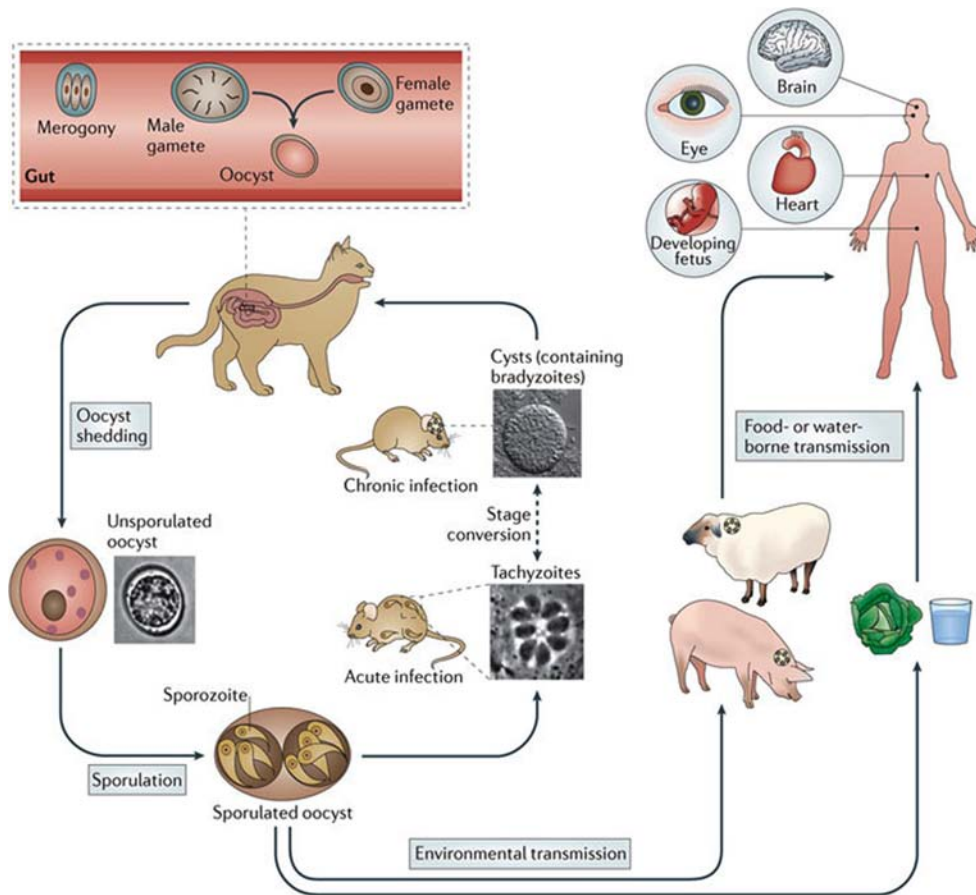 Merogony
Male
gamete
Female
gamete
Oocyst
Gut
Brain
Eye
Heart
Developing
fetus
Oocyst
shedding
Cysts (containing
bradyzoites)
Chronic infection
Stage
conversion
Food- or water-
borne transmission
Unsporulated
oocyst
Tachyzoites
Acute infection
Sporozoite
Sporulation
Sporulated oocyst
Environmental transmission